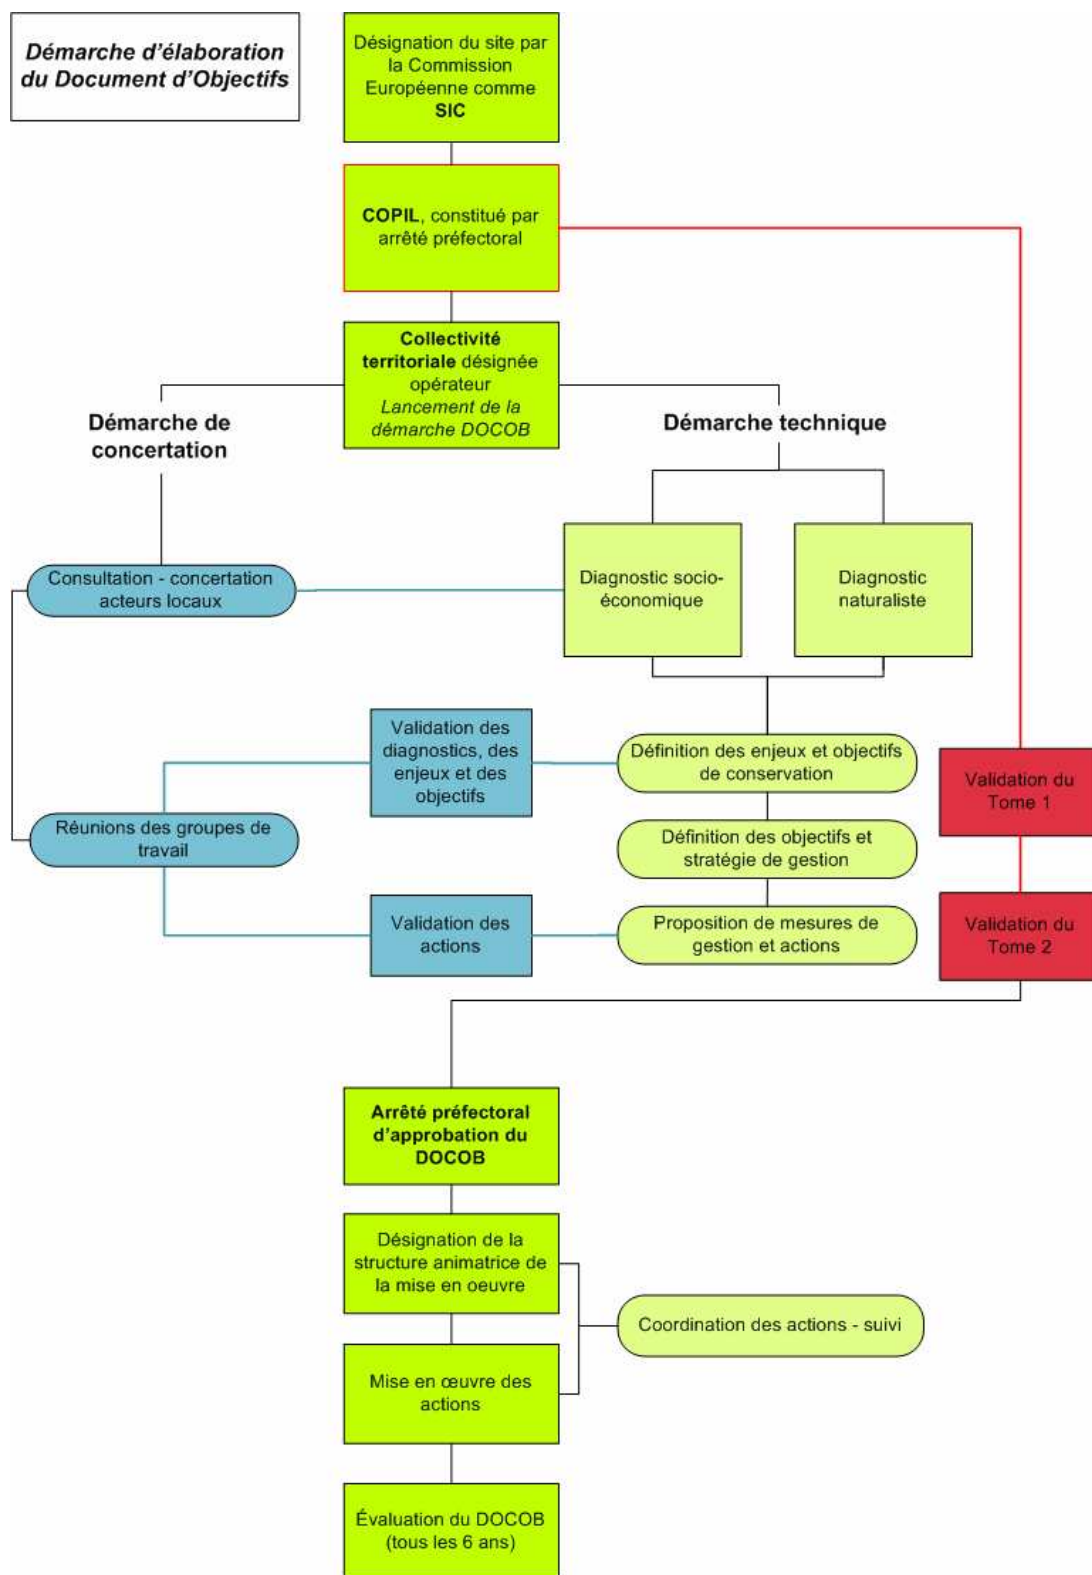 Démarche d'élaboration
du Document d'Objectifs
Désignation du site par
la Commission
Européenne comme
SIC
COPIL, constitué par
arrêté préfectoral
Collectivité
territoriale désignée
opérateur
Lancement de la
démarche DOCOB
Démarche de
concertation
Démarche technique
Consultation - concertation
acteurs locaux
Diagnostic socio-
économique
Diagnostic
naturaliste
Validation des
diagnostics, des
enjeux et des
objectifs
Définition des enjeux et objectifs
de conservation
Validation du
Tome 1
Réunions des groupes de
travail
Définition des objectifs et
stratégie de gestion
Validation des
actions
Proposition de mesures de
gestion et actions
Validation du
Tome 2
Arrêté préfectoral
d'approbation du
DOCOB
Désignation de la
structure animatrice de
la mise en oeuvre
Coordination des actions - suivi
Mise en œuvre des
actions
Évaluation du DOCOB
(tous les 6 ans)